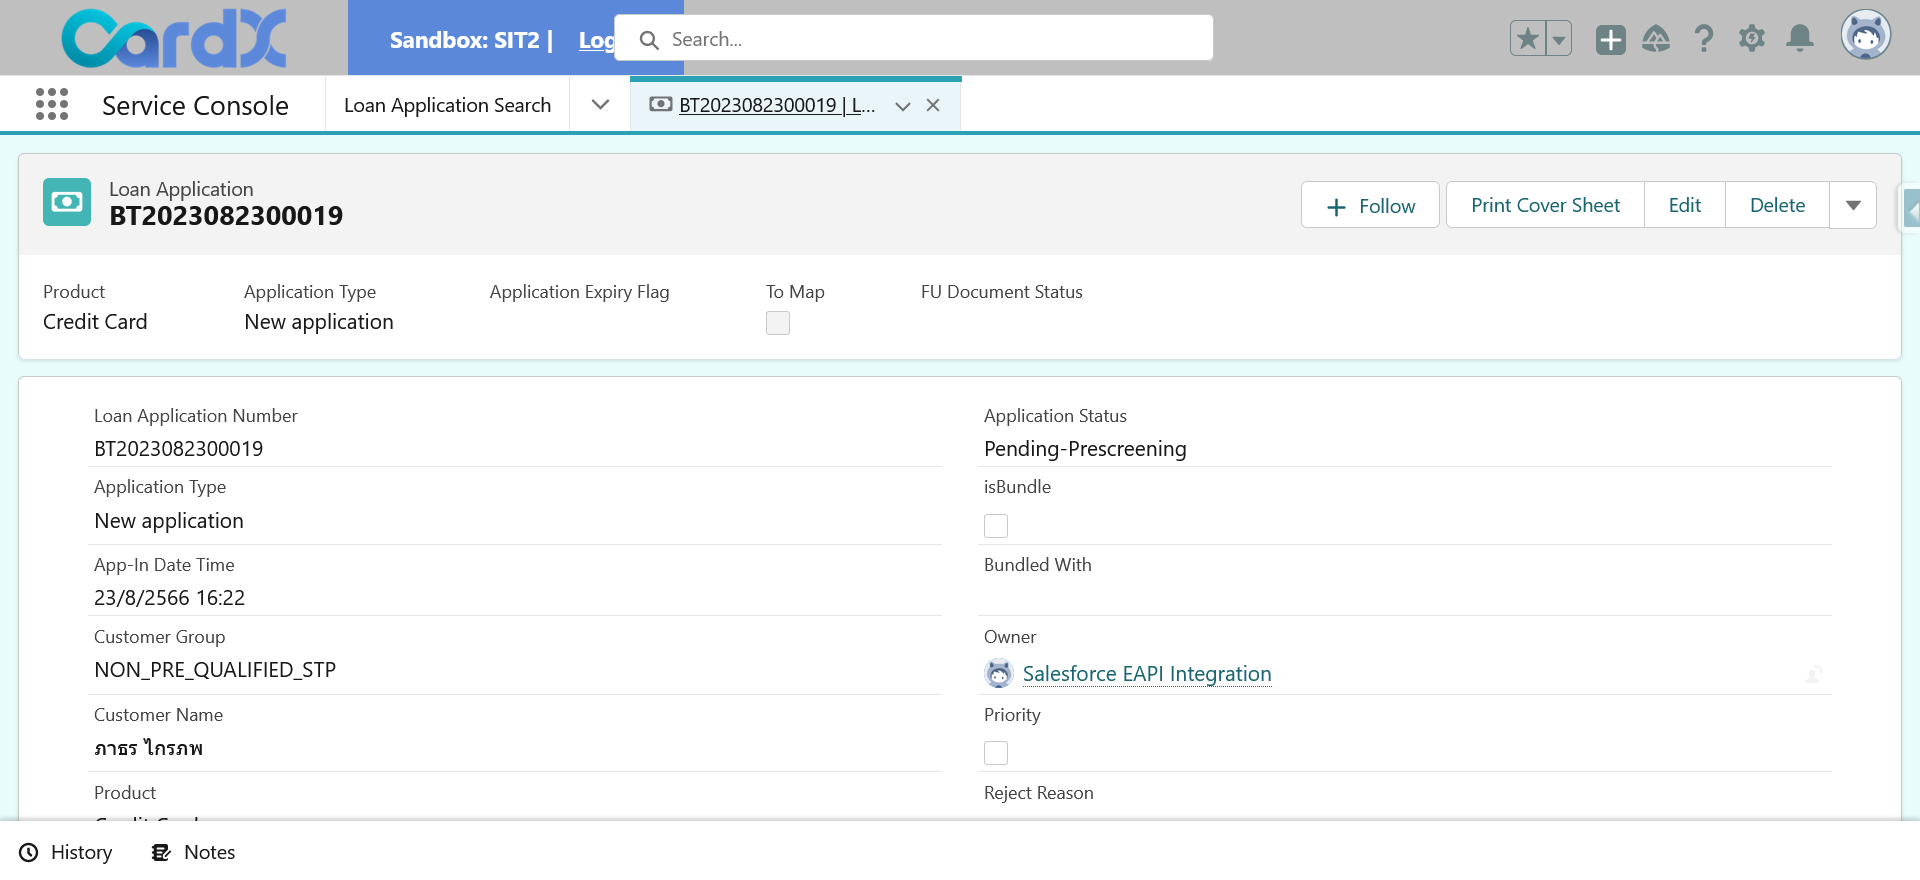 CardX
Sandbox: SIT2 | Log
Search...
Service Console
Loan Application Search
BT2023082300019 | L...
Loan Application
BT2023082300019
Follow
Print Cover Sheet
Edit
Delete
Product
Application Type
Application Expiry Flag
To Map
FU Document Status
Credit Card
New application
Loan Application Number
BT2023082300019
Application Status
Pending-Prescreening
Application Type
New application
isBundle
App-In Date Time
23/8/2566 16:22
Bundled With
Customer Group
NON_PRE_QUALIFIED_STP
Owner
Salesforce EAPI Integration
Customer Name
ภาธร ไกรภพ
Priority
Product
Credit Card
Reject Reason
History
Notes